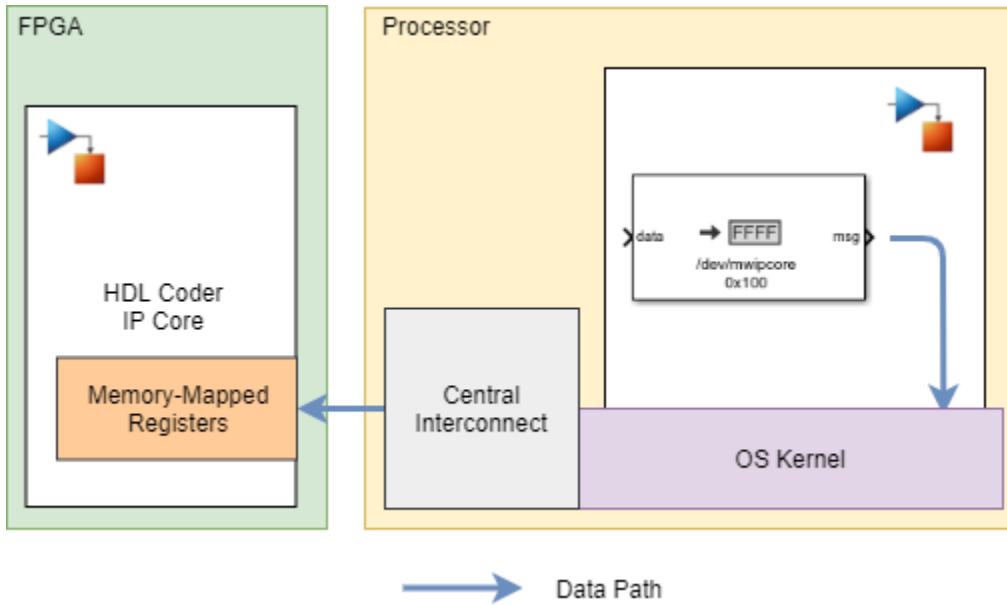 FPGA
HDL Coder
IP Core
Memory-Mapped
Registers
Processor
data
FFFF
msg
/dev/mwipcore
0x100
Central
Interconnect
OS Kernel
Data Path